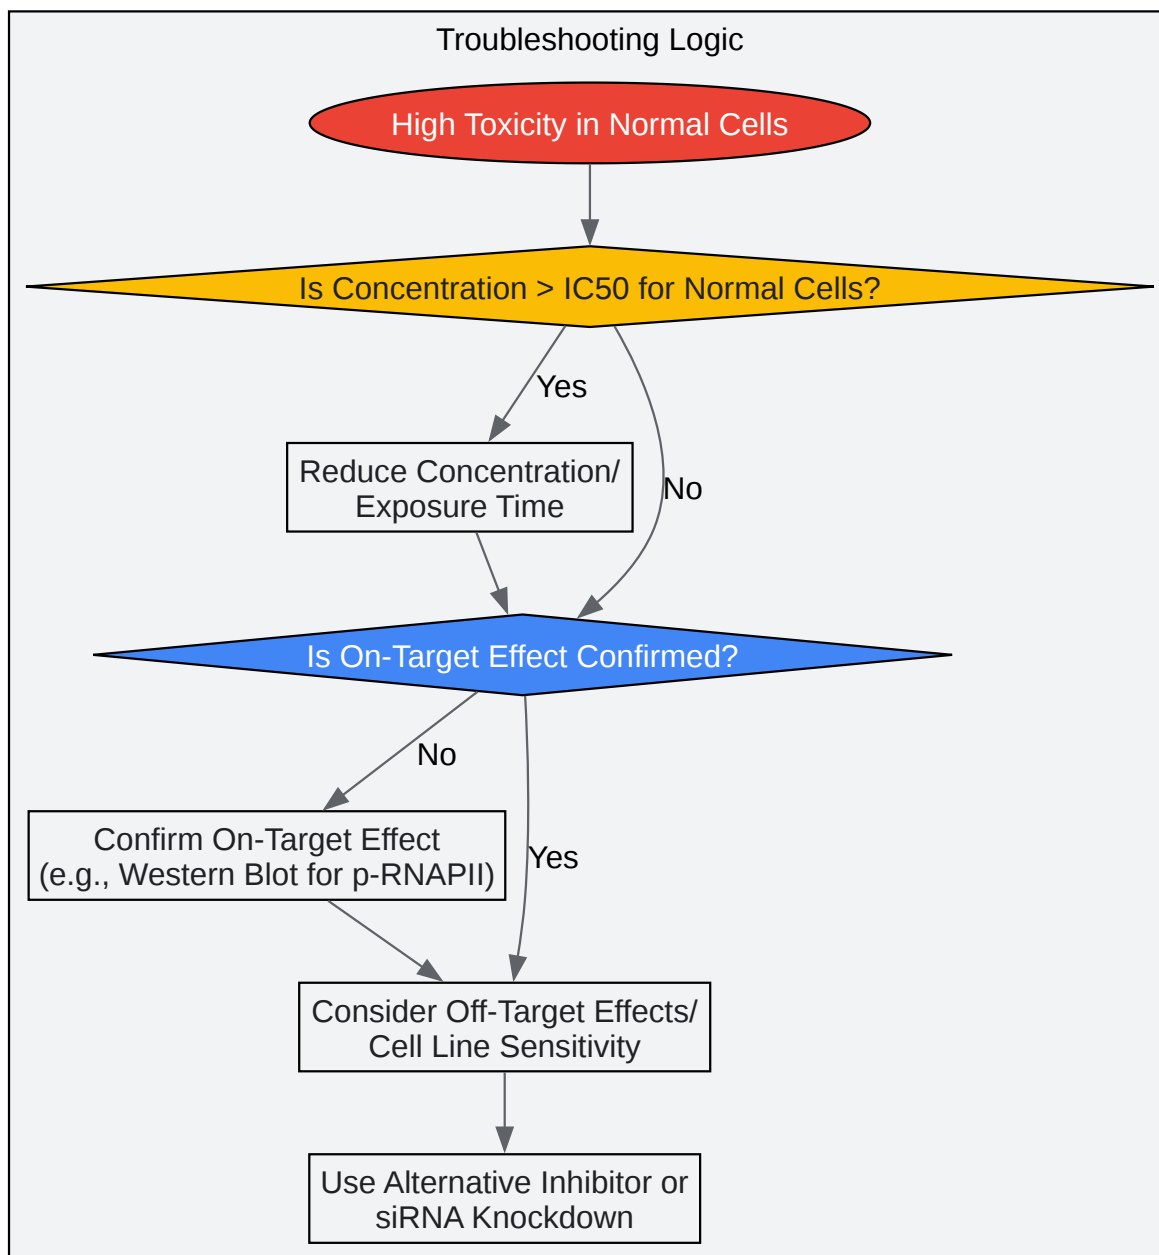 Troubleshooting Logic
High Toxicity in Normal Cells
Is Concentration > IC50 for Normal Cells?
Yes
Reduce Concentration/
Exposure Time
No
Is On-Target Effect Confirmed?
No
Confirm On-Target Effect
(e.g., Western Blot for p-RNAPII)
Yes
Consider Off-Target Effects/
Cell Line Sensitivity
Use Alternative Inhibitor or
siRNA Knockdown